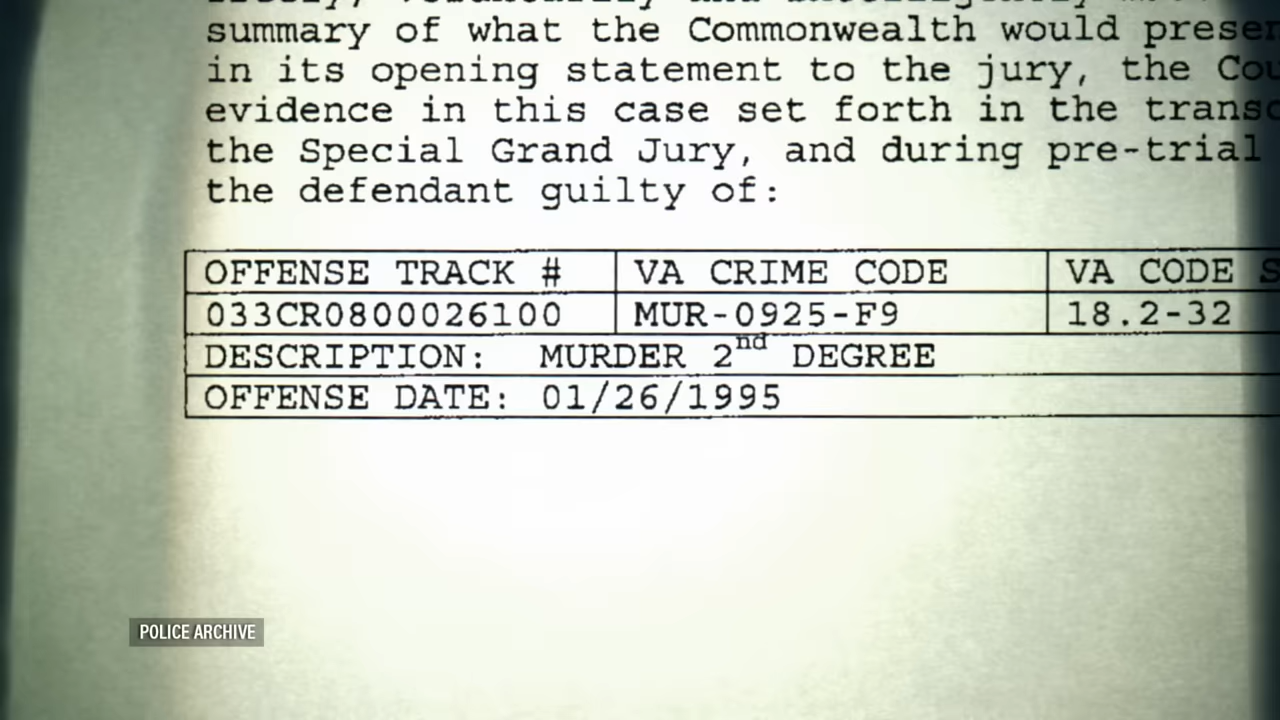 summary of what the Commonwealth would
in its opening statement to the jury, the
evidence in this case set forth in the
the Special Grand Jury, and during pre-trial
the defendant guilty of:
OFFENSE TRACK # VA CRIME CODE VA CODE
033CR0800026100 MUR-0925-F9 18.2-32
DESCRIPTION: MURDER 2nd DEGREE
OFFENSE DATE: 01/26/1995
POLICE ARCHIVE